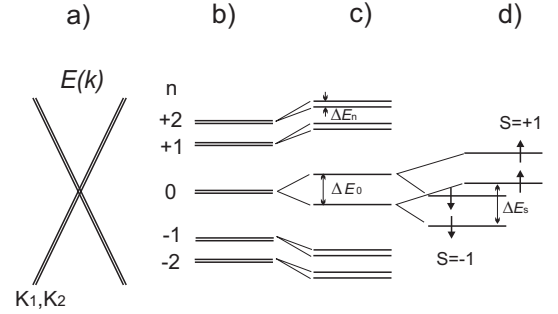 a) b) c) d)
E(k)
n
+2
+1
0
-1
-2
K1,K2
ΔEn
ΔE0
S=+1
ΔEs
S=-1